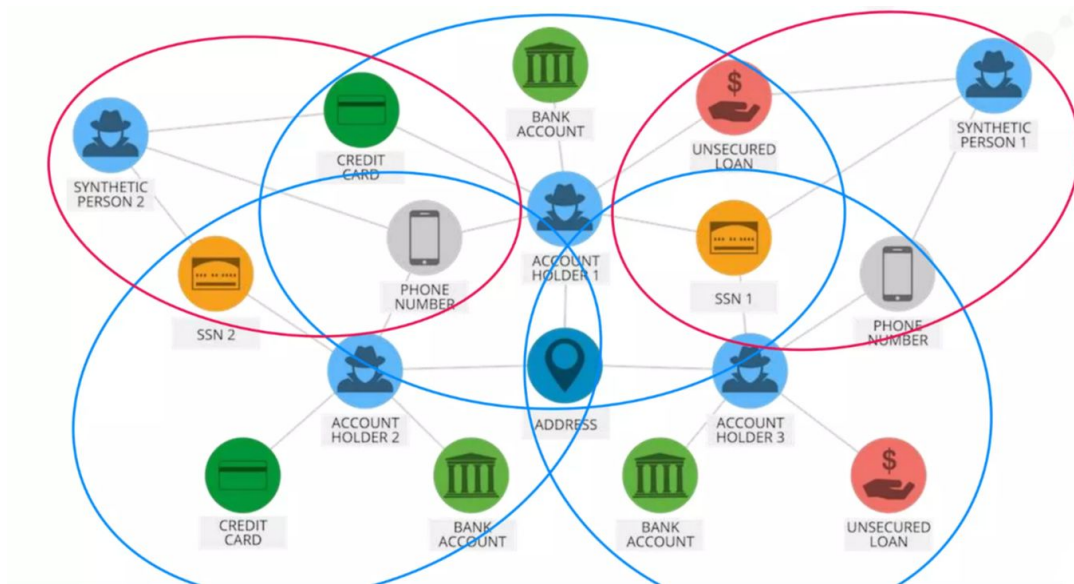 BANK
ACCOUNT
SYNTHETIC
PERSON 1
CREDIT
CARD
UNSECURED
LOAN
SYNTHETIC
PERSON 2
ACCOUNT
HOLDER 1
PHONE
NUMBER
SSN 1
SSN 2
PHONE
NUMBER
ACCOUNT
HOLDER 2
ADDRESS
ACCOUNT
HOLDER 3
CREDIT
CARD
BANK
ACCOUNT
BANK
ACCOUNT
UNSECURED
LOAN
$
$